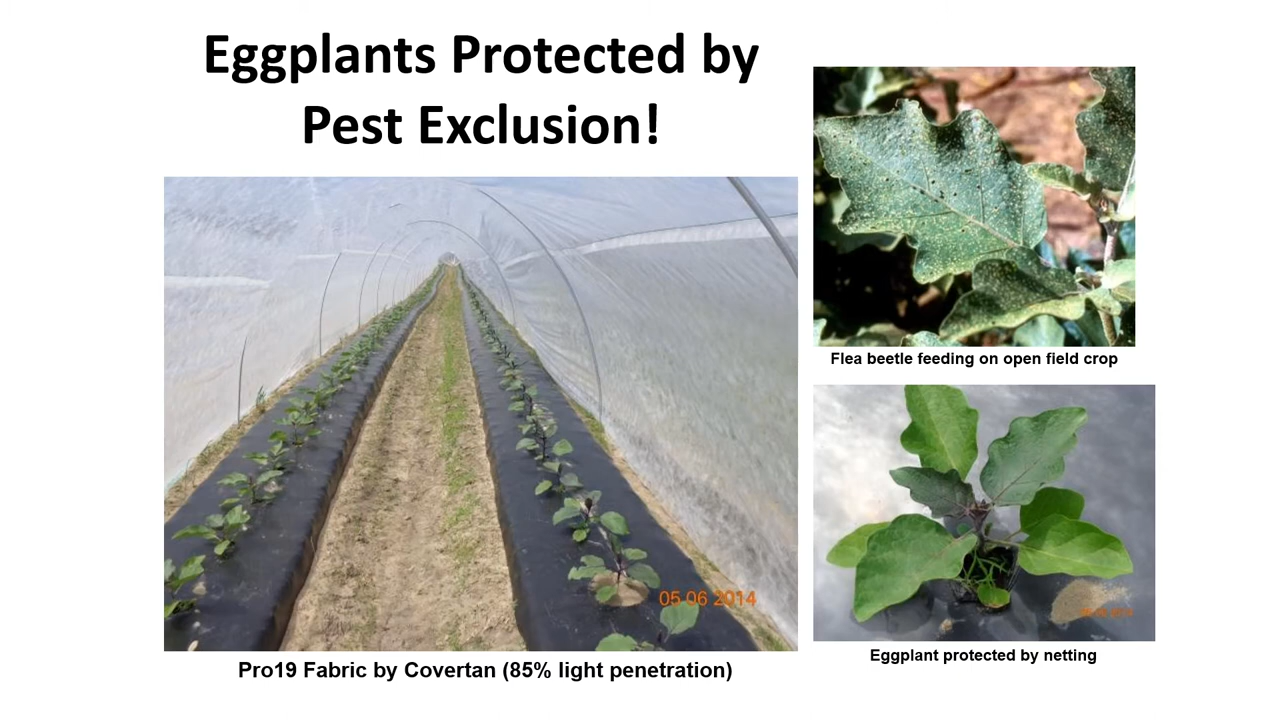 Eggplants Protected by
Pest Exclusion!
05 06 2014
Pro19 Fabric by Covertan (85% light penetration)
Flea beetle feeding on open field crop
Eggplant protected by netting